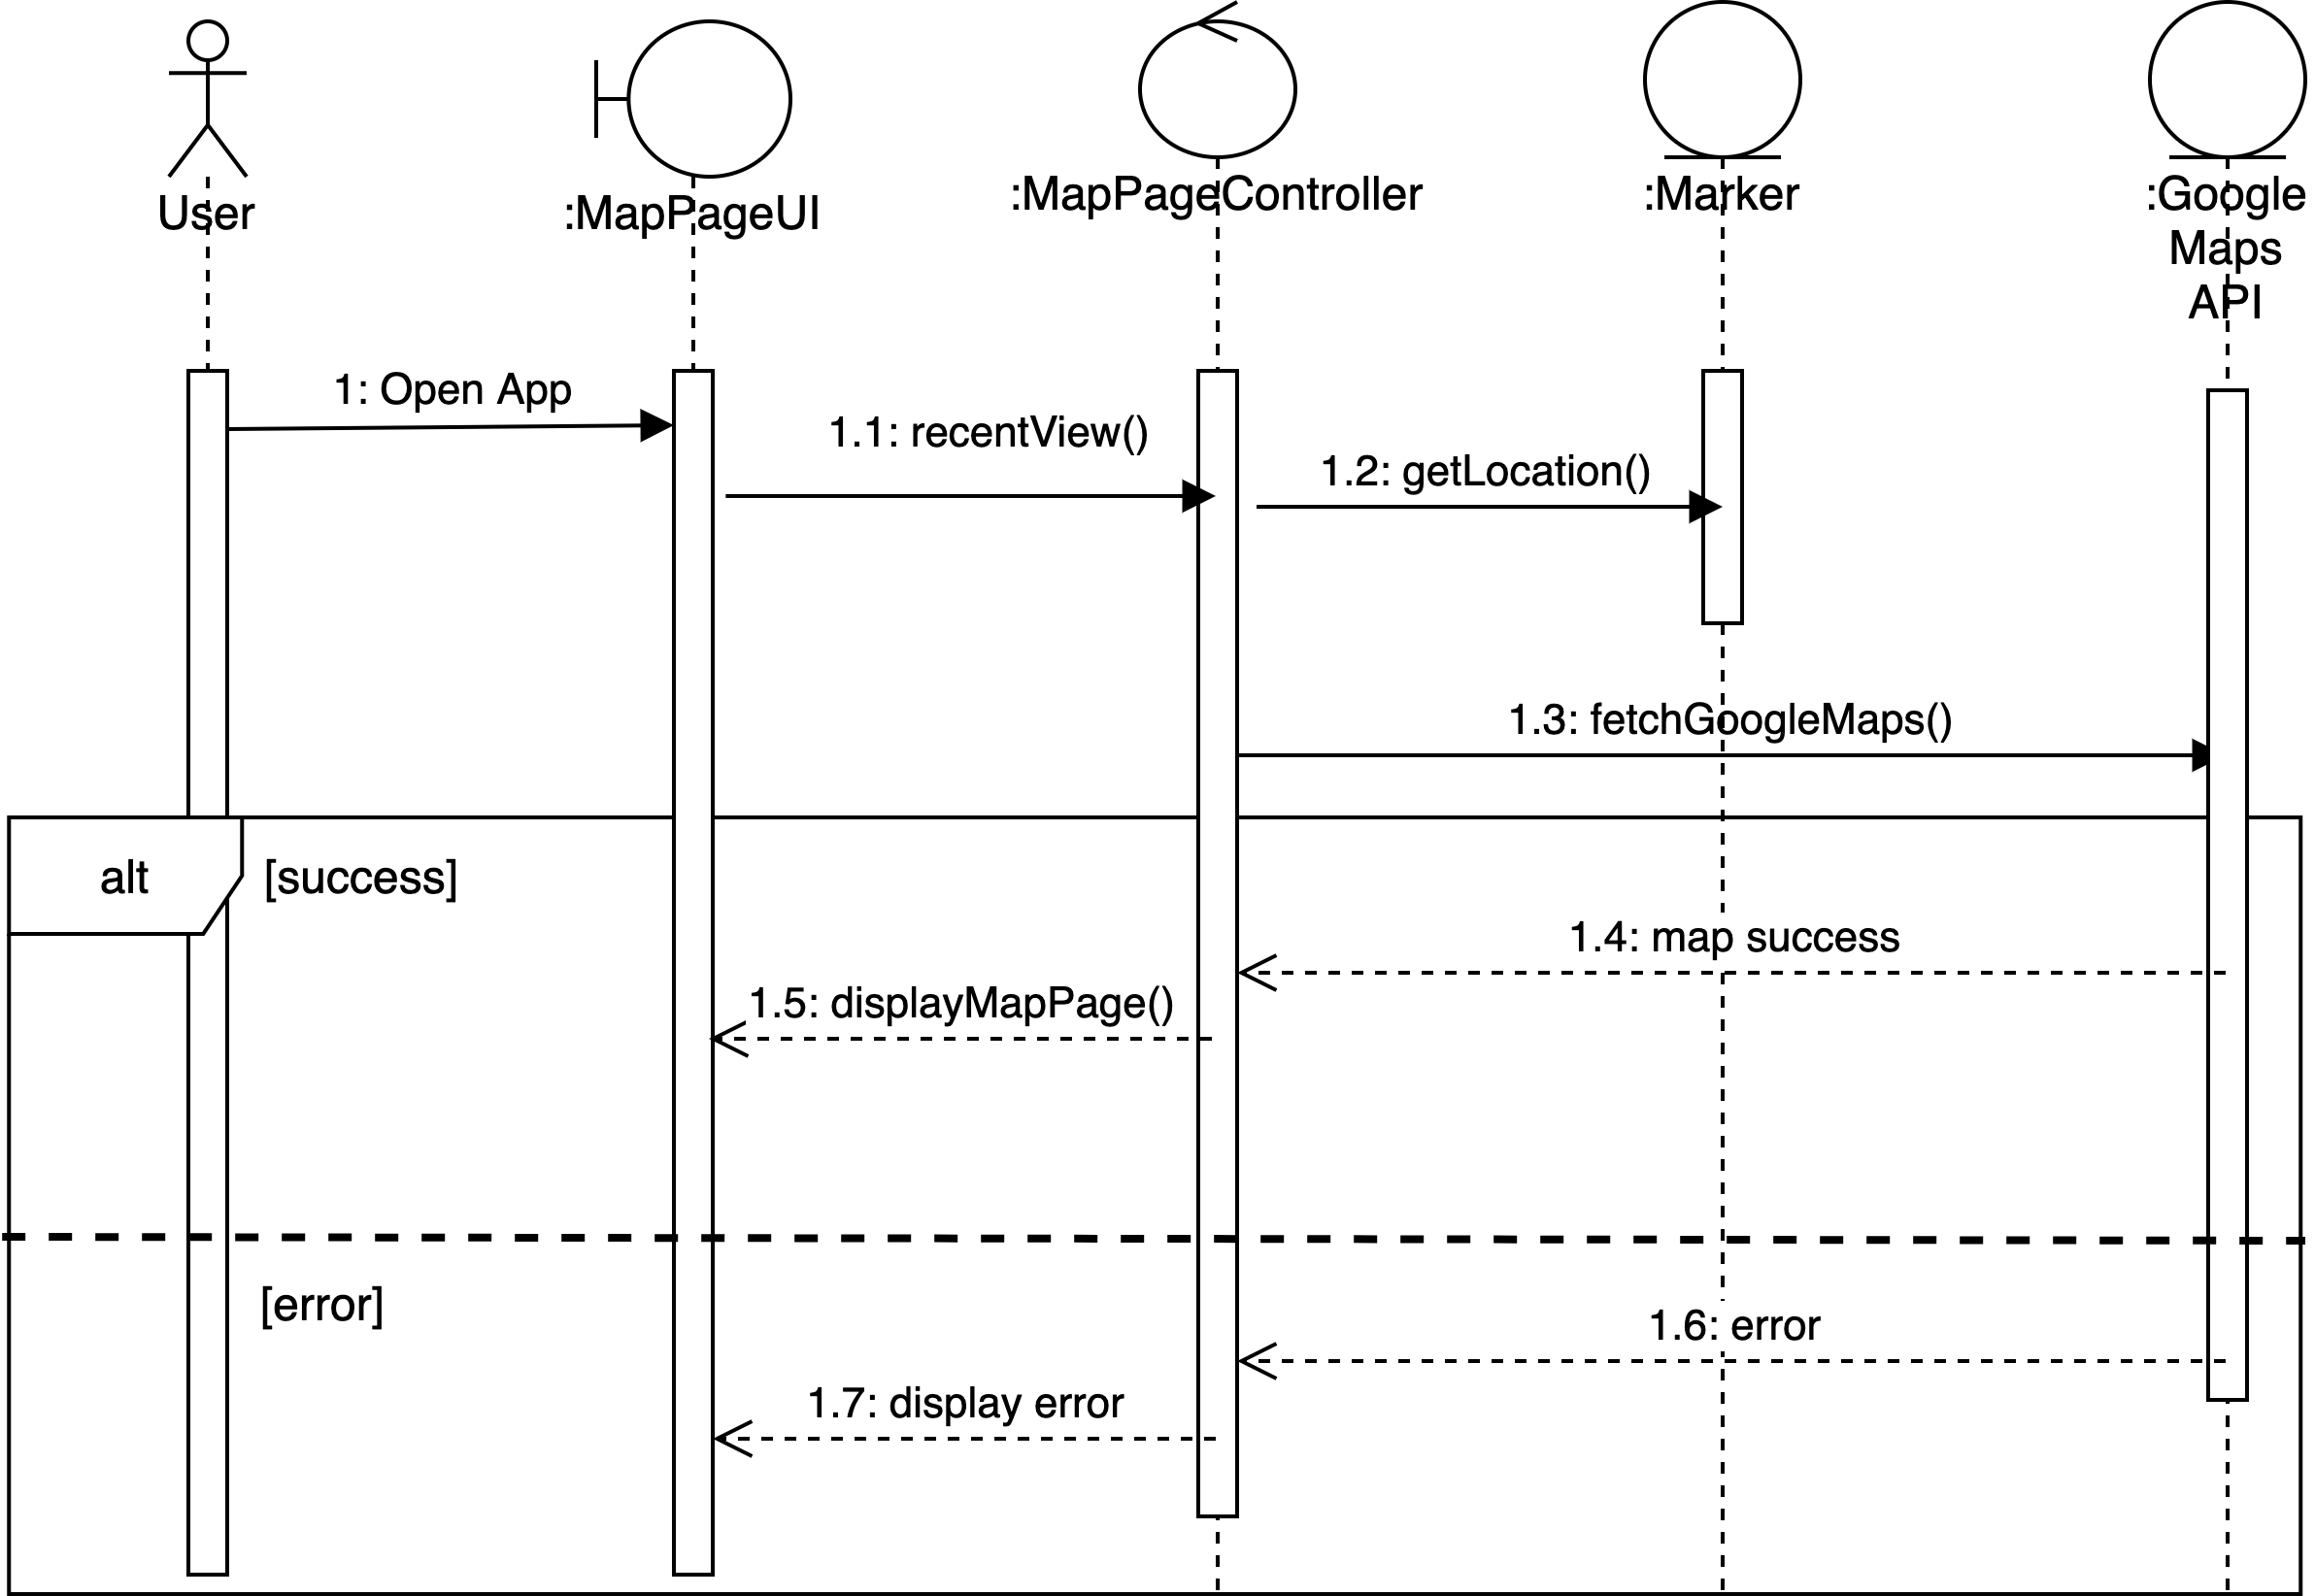 User
:MapPageUI
:MapPageController
:Marker
:Google
Maps
API
1: Open App
1.1: recentView()
1.2: getLocation()
1.3: fetchGoogleMaps()
alt
[success]
1.4: map success
1.5: displayMapPage()
[error]
1.6: error
1.7: display error